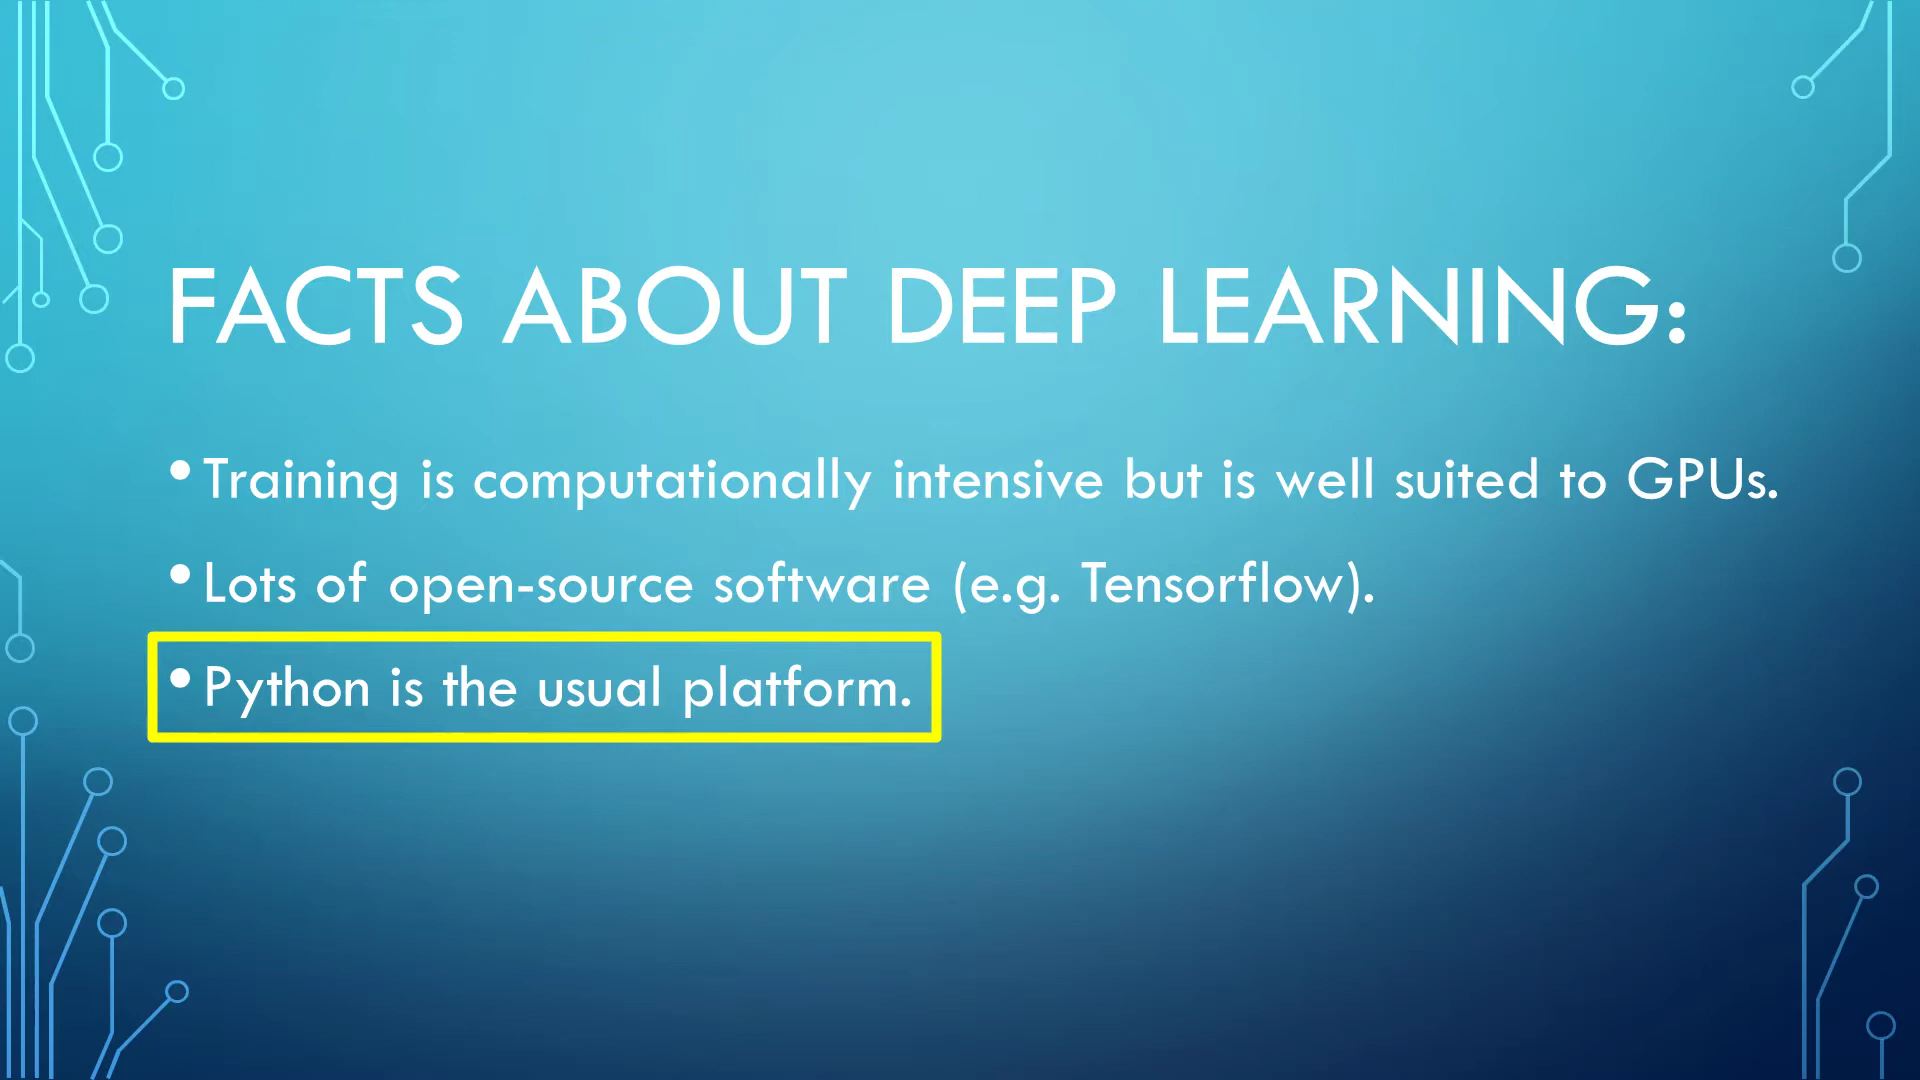 FACTS ABOUT DEEP LEARNING:
• Training is computationally intensive but is well suited to GPUs.
• Lots of open-source software (e.g. Tensorflow).
• Python is the usual platform.